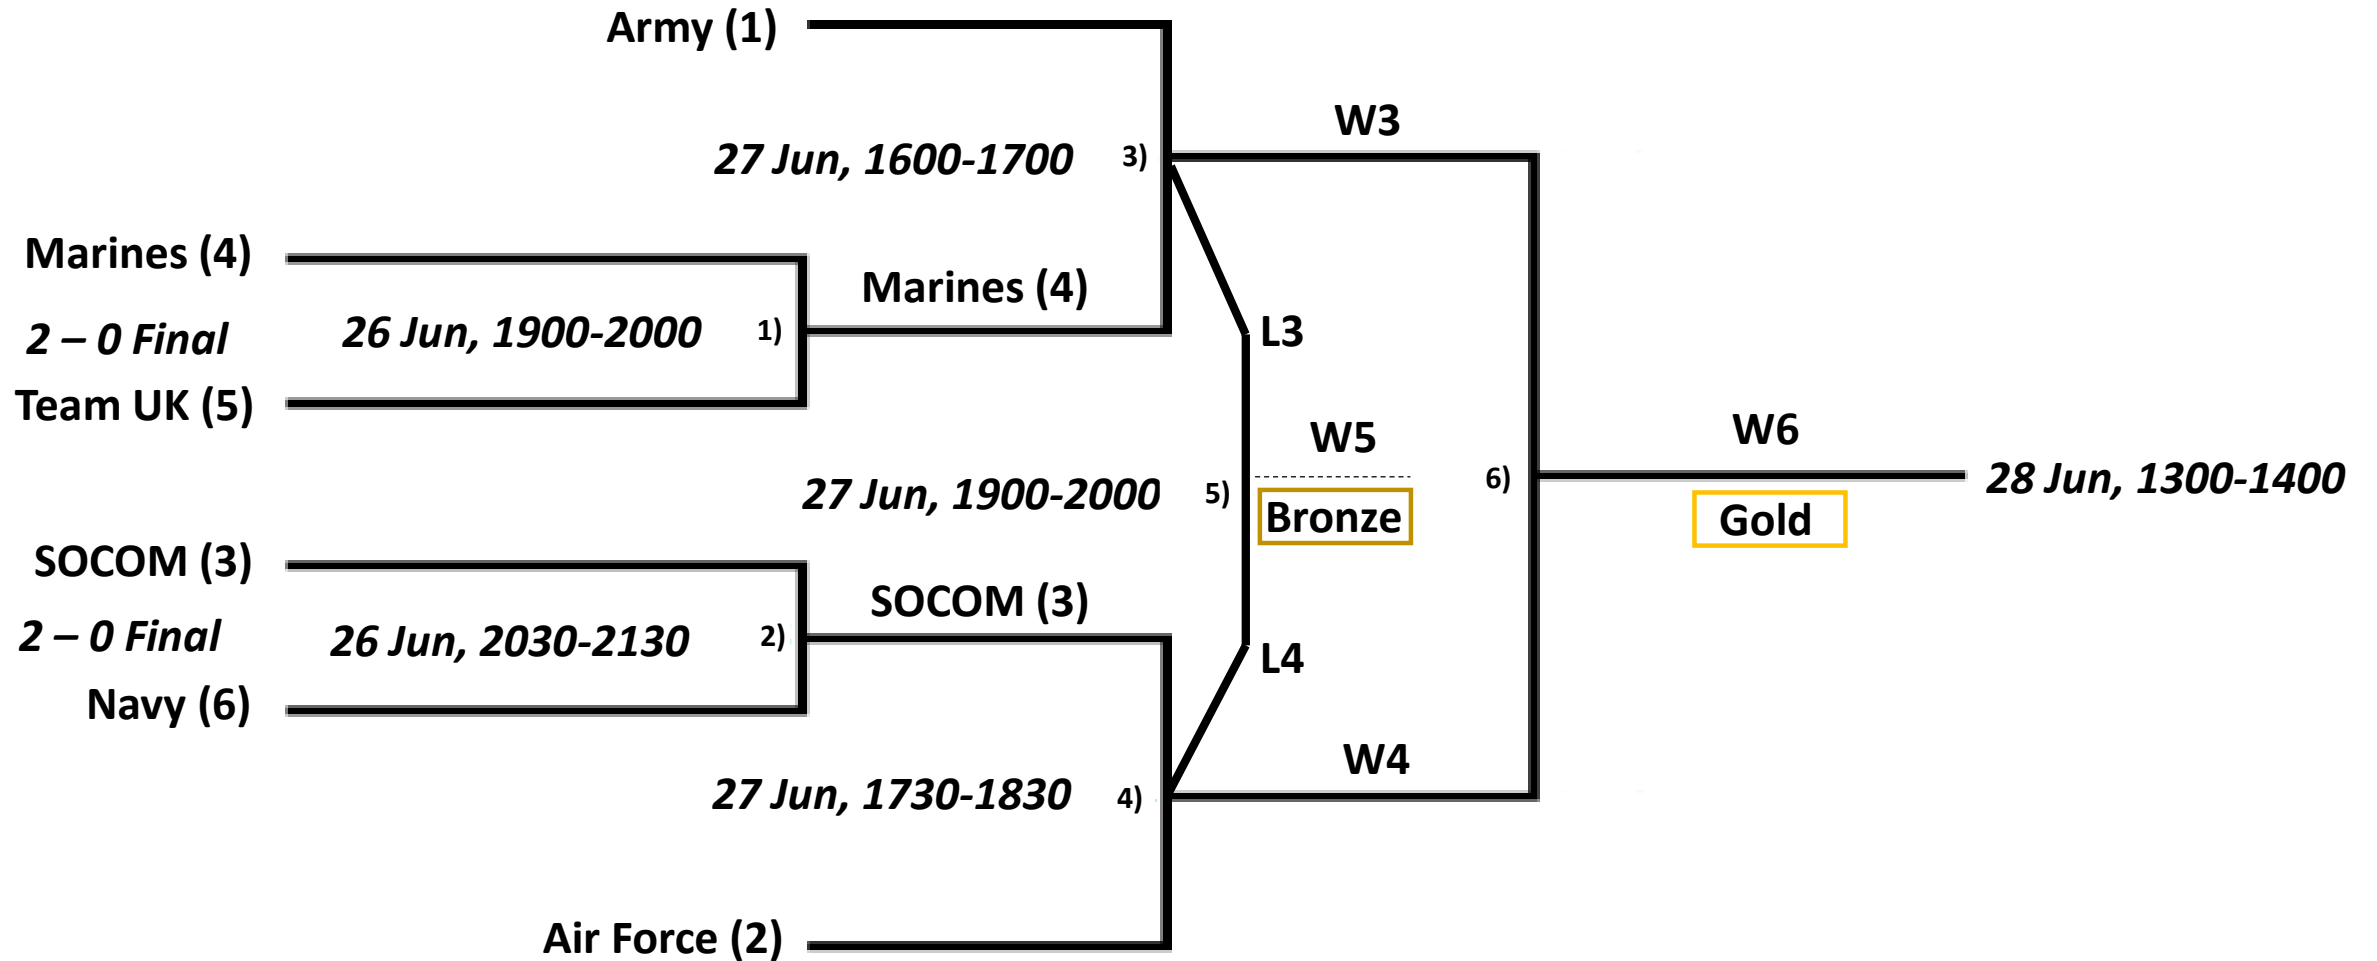 Army (1)
W3
27 Jun, 1600-1700
3)
Marines (4)
Marines (4)
2 – 0 Final
26 Jun, 1900-2000
1)
L3
Team UK (5)
W5
W6
27 Jun, 1900-2000
5)
6)
28 Jun, 1300-1400
Bronze
Gold
SOCOM (3)
SOCOM (3)
2 – 0 Final
26 Jun, 2030-2130
2)
L4
Navy (6)
W4
27 Jun, 1730-1830
4)
Air Force (2)